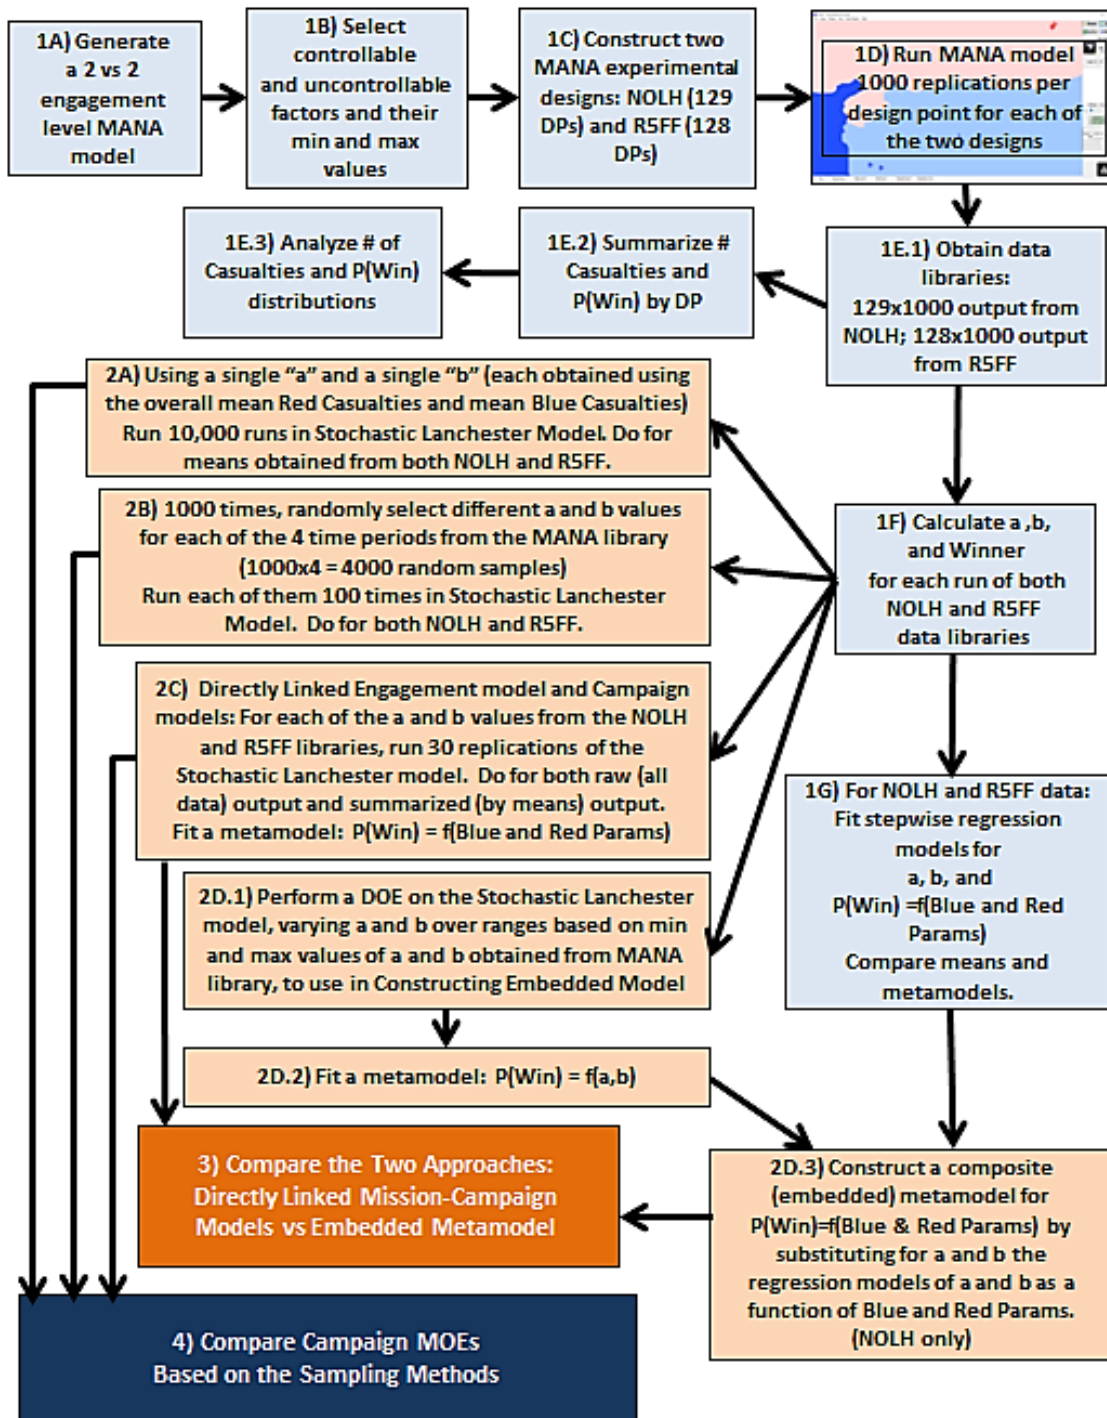 1A) Generate
a 2 vs 2
engagement
level MANA
model
1B) Select
controllable
and uncontrollable
factors and their
min and max
values
1C) Construct two
MANA experimental
designs: NOLH (129
DPs) and R5FF (128
DPs)
1D) Run MANA model
1000 replications per
design point for each of
the two designs
1E.3) Analyze # of
Casualties and P(Win)
distributions
1E.2) Summarize #
Casualties and
P(Win) by DP
1E.1) Obtain data
libraries:
129x1000 output from
NOLH; 128x1000 output
from R5FF
2A) Using a single “a” and a single “b” (each obtained using
the overall mean Red Casualties and mean Blue Casualties)
Run 10,000 runs in Stochastic Lanchester Model. Do for
means obtained from both NOLH and R5FF.
2B) 1000 times, randomly select different a and b values
for each of the 4 time periods from the MANA library
(1000x4 = 4000 random samples)
Run each of them 100 times in Stochastic Lanchester
Model.  Do for both NOLH and R5FF.
1F) Calculate a ,b,
and Winner
for each run of both
NOLH and R5FF
data libraries
2C)  Directly Linked Engagement model and Campaign
models: For each of the a and b values from the NOLH
and R5FF libraries, run 30 replications of the
Stochastic Lanchester model.  Do for both raw (all
data) output and summarized (by means) output.
Fit a metamodel:  P(Win) = f(Blue and Red Params)
1G) For NOLH and R5FF data:
Fit stepwise regression
models for
a, b, and
P(Win) =f(Blue and Red
Params)
Compare means and
metamodels.
2D.1) Perform a DOE on the Stochastic Lanchester
model, varying a and b over ranges based on min
and max values of a and b obtained from MANA
library, to use in Constructing Embedded Model
2D.2) Fit a metamodel:  P(Win) = f(a,b)
3) Compare the Two Approaches:
Directly Linked Mission-Campaign
Models vs Embedded Metamodel
2D.3) Construct a composite
(embedded) metamodel for
P(Win)=f(Blue & Red Params) by
substituting for a and b the
regression models of a and b as a
function of Blue and Red Params.
(NOLH only)
4) Compare Campaign MOEs
Based on the Sampling Methods